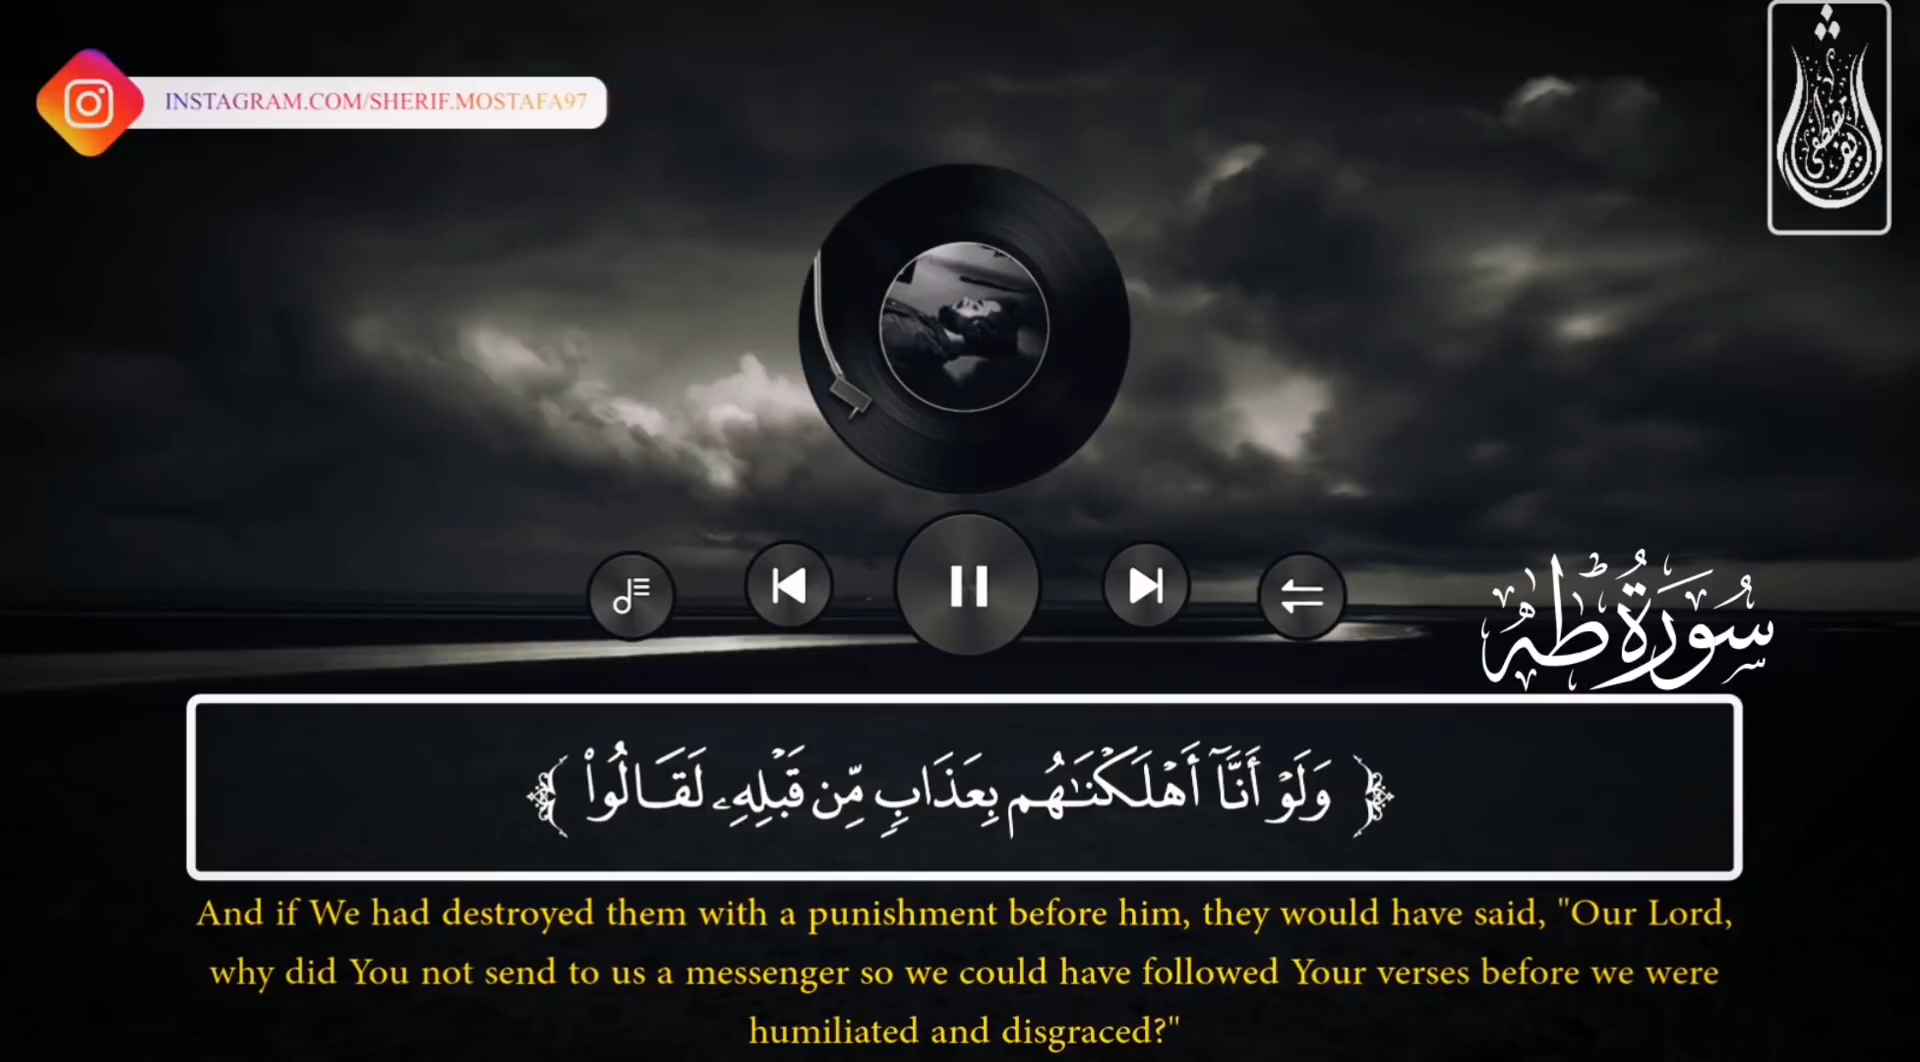 INSTAGRAM.COM/SHERIF.MOSTAFA97
سُورَةُ طه
﴿ وَلَوْ أَنَّآ أَهْلَكْنَـٰهُم بِعَذَابٍ مِّن قَبْلِهِۦ لَقَالُوا۟ ﴾
And if We had destroyed them with a punishment before him, they would have said, "Our Lord,
why did You not send to us a messenger so we could have followed Your verses before we were
humiliated and disgraced?"